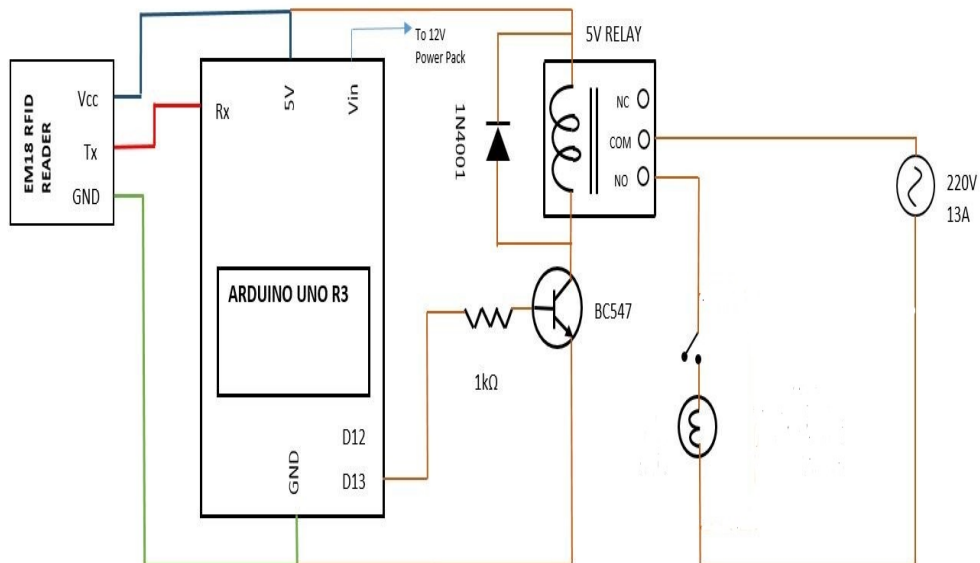 To 12V
Power Pack
5V RELAY
EM18 RFID
READER
Vcc
Tx
GND
Rx
5V
Vin
1N4001
NC
COM
NO
220V
13A
ARDUINO UNO R3
BC547
1kΩ
D12
D13
GND